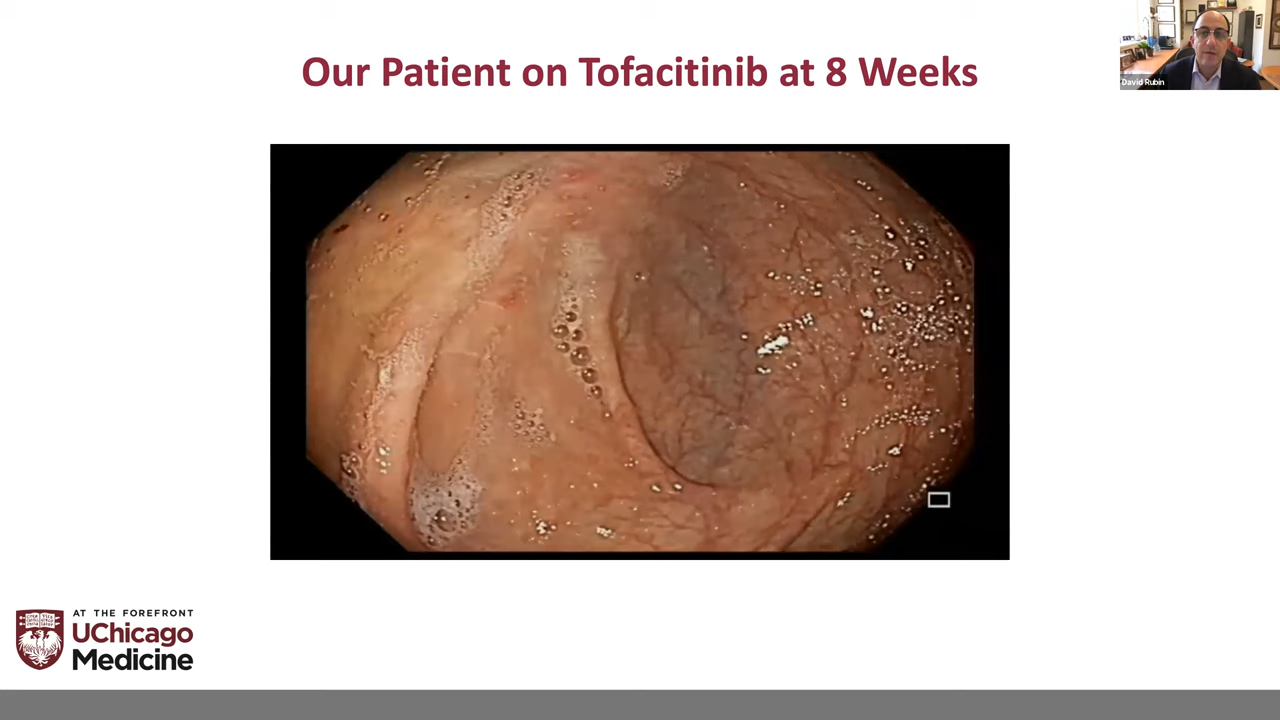 Our Patient on Tofacitinib at 8 Weeks
David Rubin
AT THE FOREFRONT
UChicago
Medicine